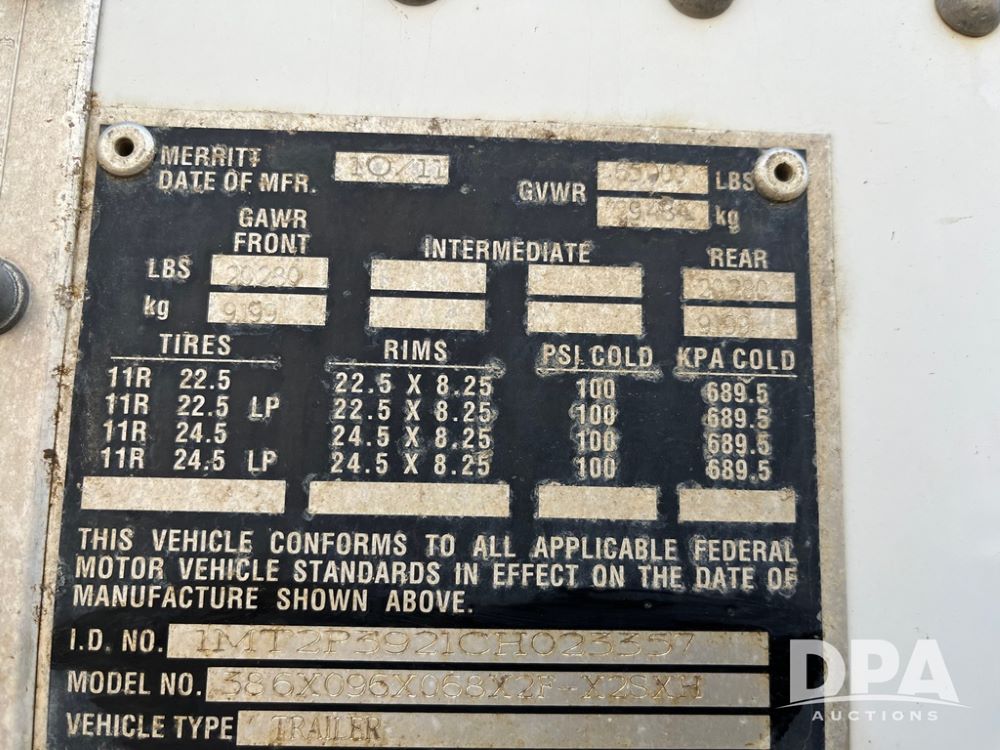 MERRITT
DATE OF MFR. 10/11
GVWR LBS
kg
GAWR
FRONT INTERMEDIATE REAR
LBS 20280 20280
kg
TIRES RIMS PSI COLD KPA COLD
11R 22.5 22.5 X 8.25 100 689.5
11R 22.5 LP 22.5 X 8.25 100 689.5
11R 24.5 24.5 X 8.25 100 689.5
11R 24.5 LP 24.5 X 8.25 100 689.5
THIS VEHICLE CONFORMS TO ALL APPLICABLE FEDERAL
MOTOR VEHICLE STANDARDS IN EFFECT ON THE DATE OF
MANUFACTURE SHOWN ABOVE.
I.D. NO. 1MT2P3921CH023357
MODEL NO. 386X096X068X2F-X2SXH
VEHICLE TYPE TRAILER
DPA
AUCTIONS